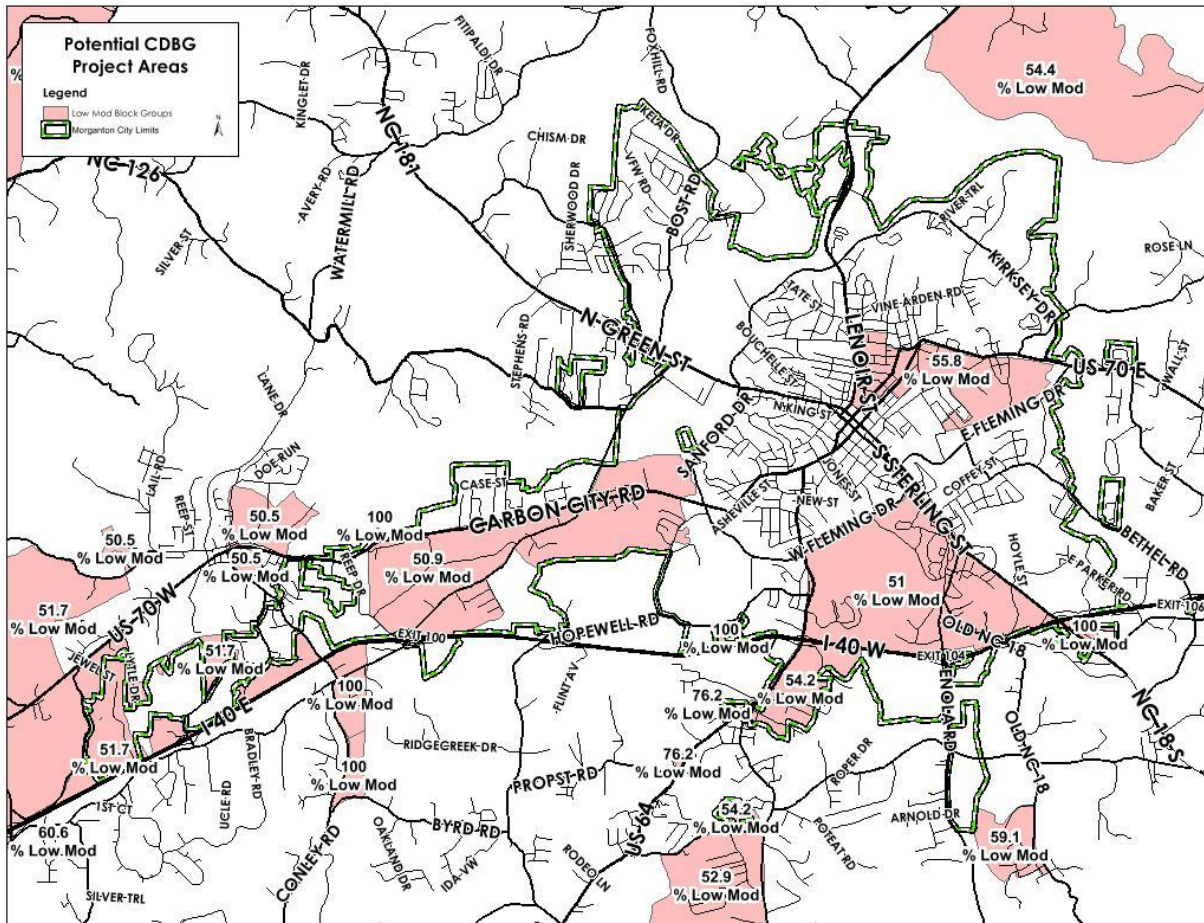 Potential CDBG
Project Areas
Legend
Low Mod Block Groups
Morganton City Limits
N
%
54.4
% Low Mod
FITIPALDI DR
FOXHILL RD
KINGLET DR
NC-181
IKELA DR
CHISM DR
VFW RD
NC-126
AVERY RD
WATERMILL RD
SHERWOOD DR
BOST RD
RIVER TRL
SILVER ST
KIRKSEY DR
ROSE LN
TATE ST
VINE ARDEN RD
N GREEN ST
LENOIR ST
STEPHENS RD
BOUCHELLE ST
55.8
% Low Mod
US-70 E
WALL ST
LANE DR
N KING ST
SANFORD DR
E FLEMING DR
S STERLING ST
DOE RUN
LAIL RD
CASE ST
JONES ST
COFFEY ST
BAKER ST
REEP ST
CARBON CITY RD
ASHEVILLE ST
NEW ST
50.5
% Low Mod
100
% Low Mod
W FLEMING DR
BETHEL RD
50.5
% Low Mod
50.5
% Low Mod
REEP DR
50.9
% Low Mod
HOYLE ST
E PARKER RD
51
% Low Mod
51.7
% Low Mod
US-70 W
EXIT 100
HOPEWELL RD
100
% Low Mod
I-40 W
OLD NC 18
EXIT 104
100
% Low Mod
JEWEL ST
LYTLE DR
51.7
% Low Mod
100
% Low Mod
76.2
% Low Mod
54.2
% Low Mod
ENOLA RD
I-40 E
BRADLEY RD
FLINT AV
51.7
% Low Mod
RIDGECREEK DR
OLD NC 18
NC-18 S
100
% Low Mod
PROPST RD
76.2
% Low Mod
ROPER DR
1ST CT
UCLE RD
BYRD RD
US-64
54.2
% Low Mod
ARNOLD DR
60.6
% Low Mod
CONLEY RD
OAKLAND DR
IDA VW
RODEO LN
POTEAT RD
59.1
% Low Mod
SILVER TRL
52.9
% Low Mod